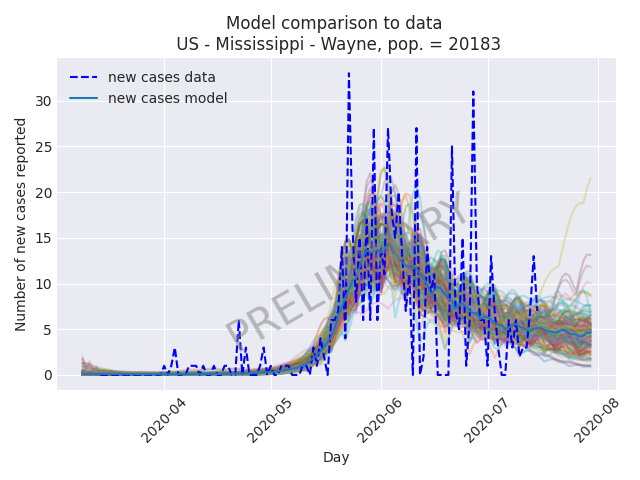 Model comparison to data
US - Mississippi - Wayne, pop. = 20183
new cases data
new cases model
PRELIMINARY
Number of new cases reported
30
25
20
15
10
5
0
2020-04
2020-05
2020-06
2020-07
2020-08
Day